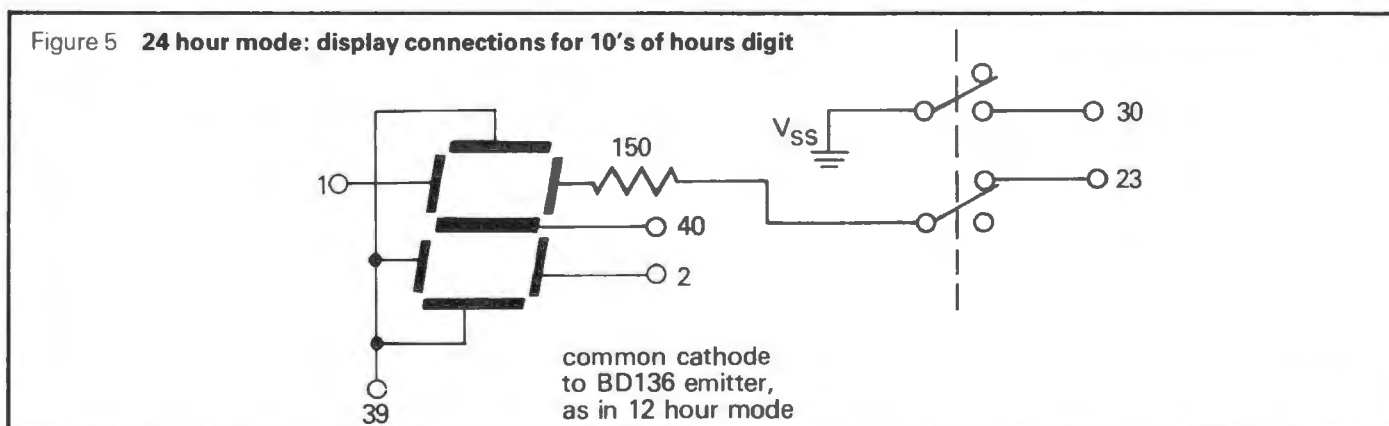 Figure 5 24 hour mode: display connections for 10's of hours digit
VSS
30
150
1
23
40
2
common cathode
to BD136 emitter,
as in 12 hour mode
39